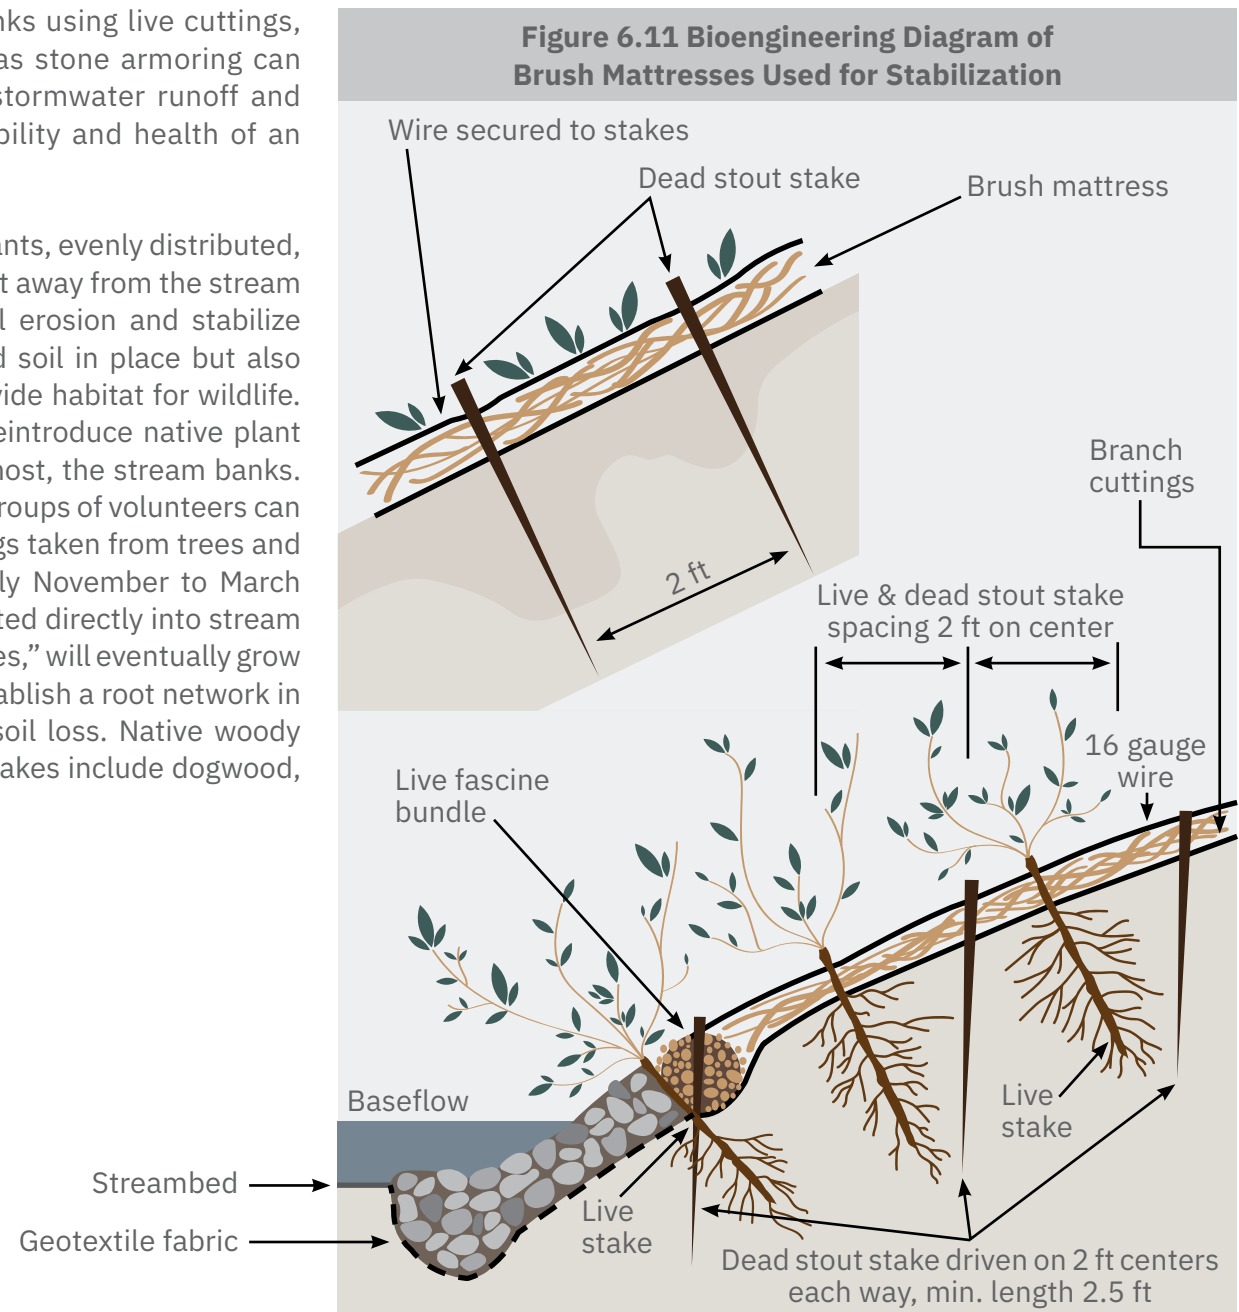 nks using live cuttings,
as stone armoring can
stormwater runoff and
bility and health of an
ants, evenly distributed,
t away from the stream
l erosion and stabilize
d soil in place but also
vide habitat for wildlife.
eintroduce native plant
nost, the stream banks.
roups of volunteers can
gs taken from trees and
ly November to March
ted directly into stream
es,” will eventually grow
ablish a root network in
soil loss. Native woody
takes include dogwood,
Figure 6.11 Bioengineering Diagram of
Brush Mattresses Used for Stabilization
Wire secured to stakes
Dead stout stake
Brush mattress
2 ft
Branch
cuttings
Live & dead stout stake
spacing 2 ft on center
16 gauge
wire
Live fascine
bundle
Baseflow
Streambed
Geotextile fabric
Live
stake
Live
stake
Dead stout stake driven on 2 ft centers
each way, min. length 2.5 ft